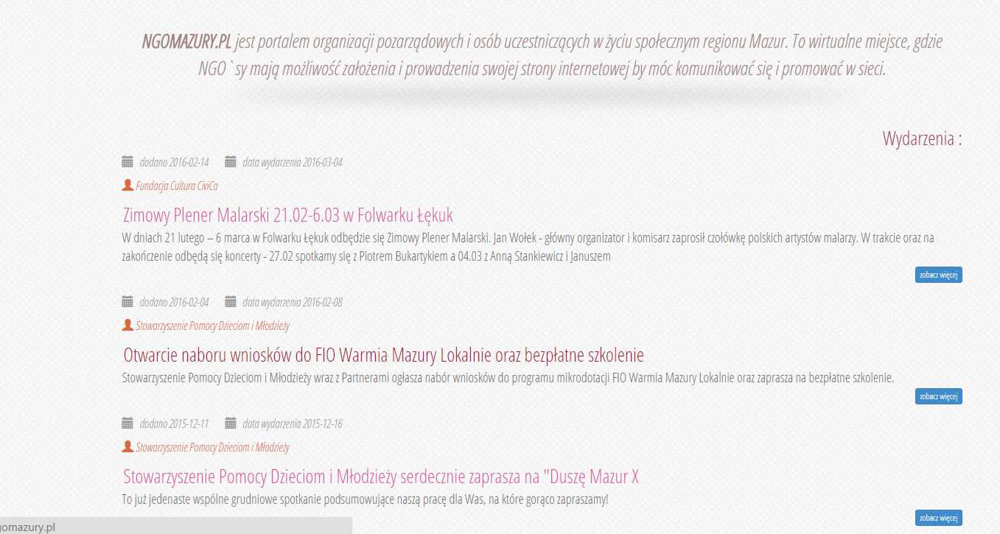 NGOMAZURY.PL jest portalem organizacji pozarządowych i osób uczestniczących w życiu społecznym regionu Mazur. To wirtualne miejsce, gdzie
NGO`sy mają możliwość założenia i prowadzenia swojej strony internetowej by móc komunikować się i promować w sieci.
Wydarzenia :
dodano 2016-02-14 data wydarzenia 2016-03-04
Fundacja Cultura CiviCa
Zimowy Plener Malarski 21.02-6.03 w Folwarku Łękuk
W dniach 21 lutego – 6 marca w Folwarku Łękuk odbędzie się Zimowy Plener Malarski. Jan Wołek - główny organizator i komisarz zaprosił czołówkę polskich artystów malarzy. W trakcie oraz na
zakończenie odbędą się koncerty - 27.02 spotkamy się z Piotrem Bukartykiem a 04.03 z Anną Stankiewicz i Januszem
zobacz więcej
dodano 2016-02-04 data wydarzenia 2016-02-08
Stowarzyszenie Pomocy Dzieciom i Młodzieży
Otwarcie naboru wniosków do FIO Warmia Mazury Lokalnie oraz bezpłatne szkolenie
Stowarzyszenie Pomocy Dzieciom i Młodzieży wraz z Partnerami ogłasza nabór wniosków do programu mikrodotacji FIO Warmia Mazury Lokalnie oraz zaprasza na bezpłatne szkolenie.
zobacz więcej
dodano 2015-12-11 data wydarzenia 2015-12-16
Stowarzyszenie Pomocy Dzieciom i Młodzieży
Stowarzyszenie Pomocy Dzieciom i Młodzieży serdecznie zaprasza na "Duszę Mazur X
To już jedenaste wspólne grudniowe spotkanie podsumowujące naszą pracę dla Was, na które gorąco zapraszamy!
zobacz więcej
gomazury.pl